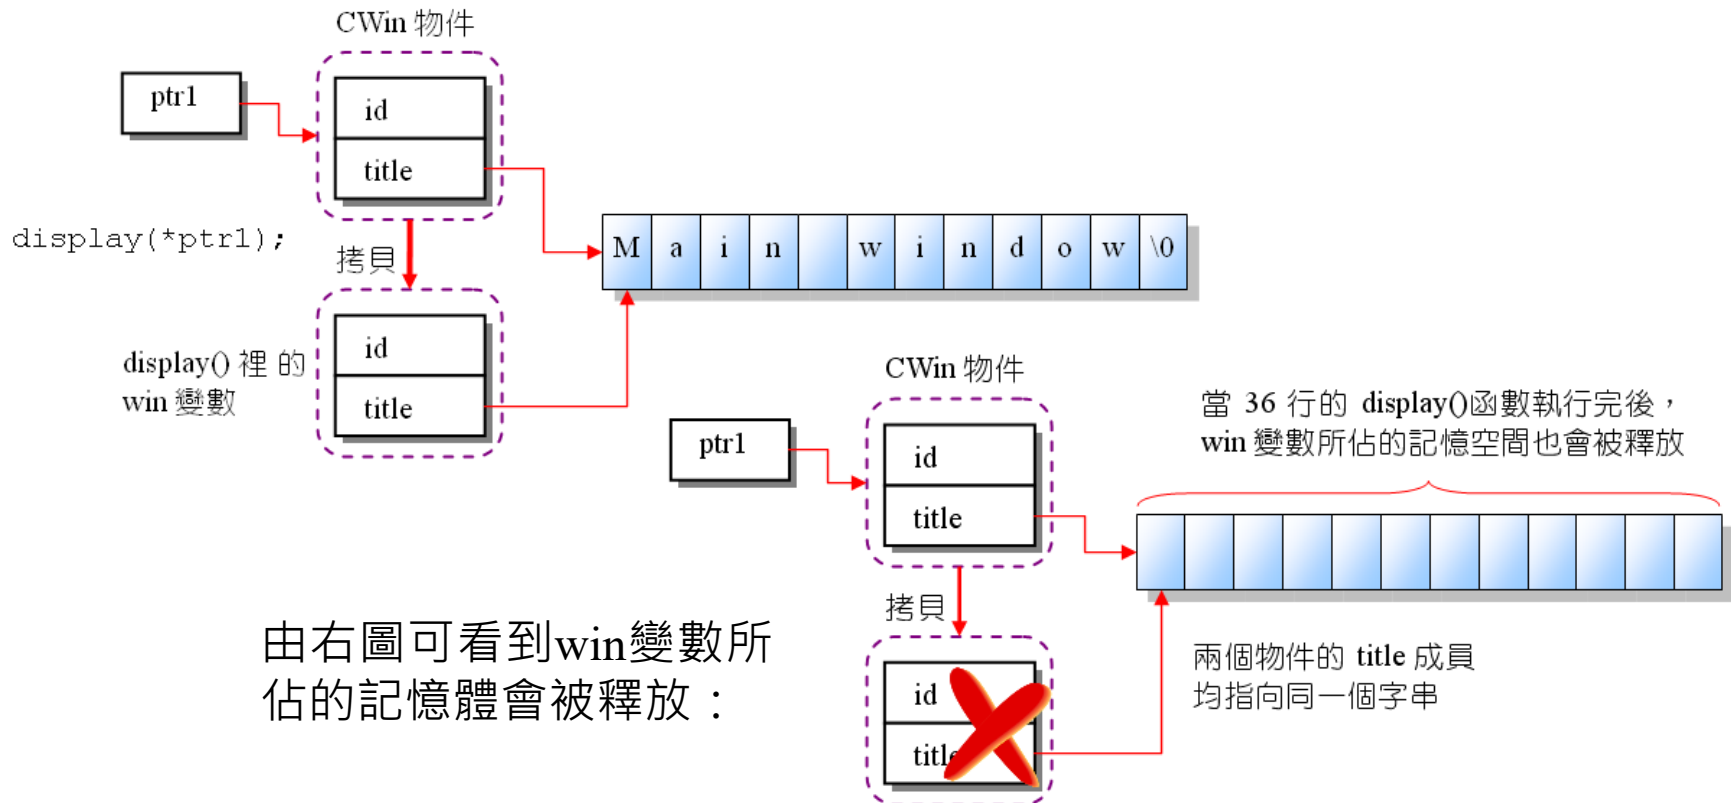 CWin 物件
ptr1
id
title
display(*ptr1);
拷貝
M a i n w i n d o w \0
display() 裡 的
win 變數
id
title
CWin 物件
ptr1
id
title
當 36 行的 display()函數執行完後，
win 變數所佔的記憶空間也會被釋放
拷貝
由右圖可看到win變數所
佔的記憶體會被釋放：
id
title
兩個物件的 title 成員
均指向同一個字串